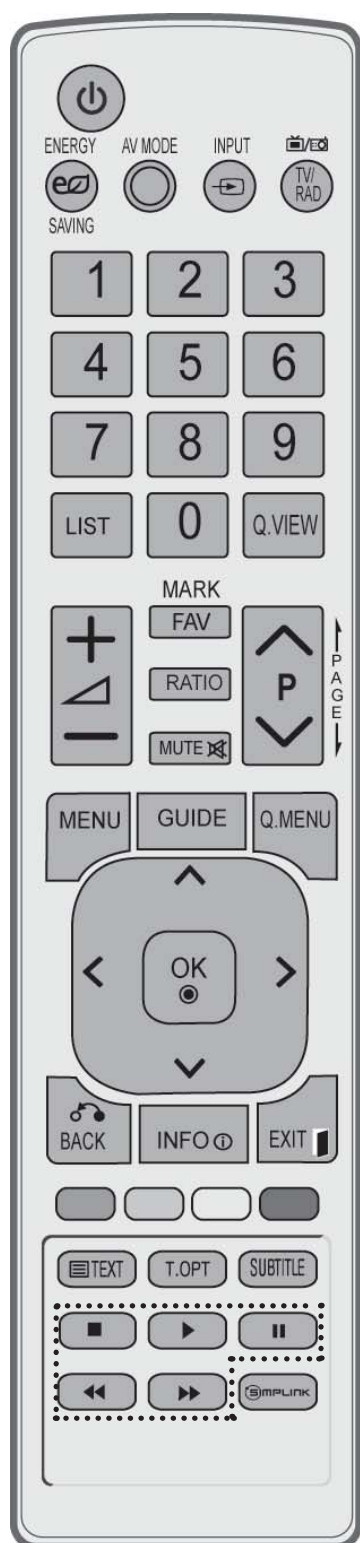 ENERGY AV MODE INPUT
TV/
RAD
SAVING
1 2 3
4 5 6
7 8 9
LIST 0 Q.VIEW
MARK
FAV
P PAGE
RATIO
MUTE
MENU GUIDE Q.MENU
OK
BACK INFO EXIT
TEXT T.OPT SUBTITLE
SIMPLINK